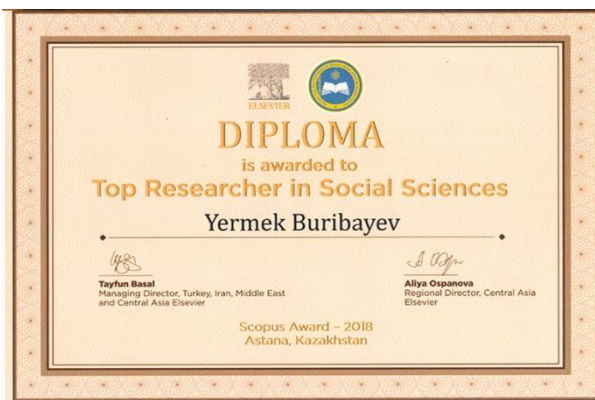 ELSEVIER
DIPLOMA
is awarded to
Top Researcher in Social Sciences
Yermek Buribayev
Tayfun Basal
Managing Director, Turkey, Iran, Middle East
and Central Asia Elsevier
Aliya Ospanova
Regional Director, Central Asia
Elsevier
Scopus Award – 2018
Astana, Kazakhstan